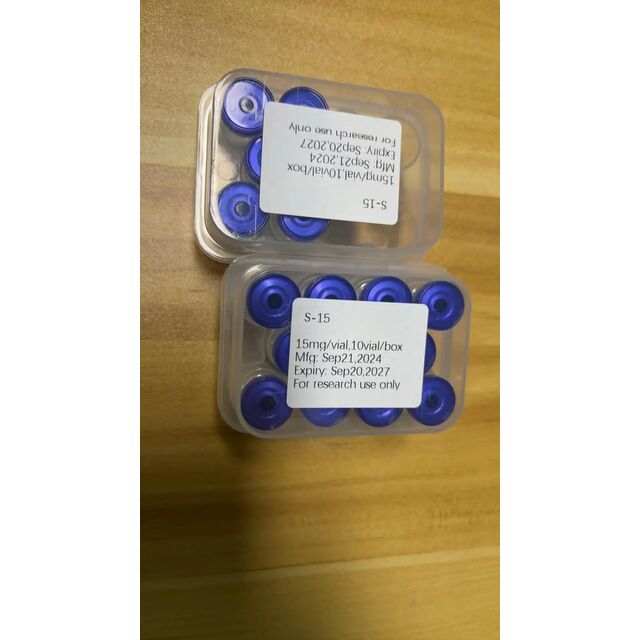 S-15
15mg/vial,10vial/box
Mfg: Sep21,2024
Expiry: Sep20,2027
For research use only
S-15
15mg/vial,10vial/box
Mfg: Sep21,2024
Expiry: Sep20,2027
For research use only